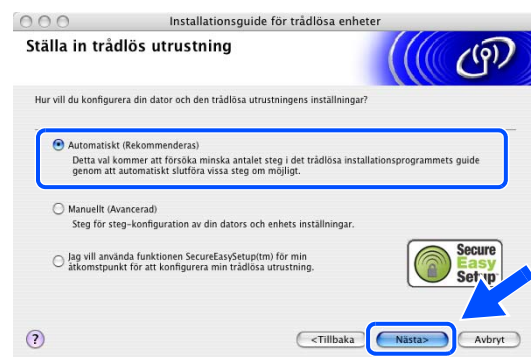 Installationsguide för trådlösa enheter
Ställa in trådlös utrustning
Hur vill du konfigurera din dator och den trådlösa utrustningens inställningar?
Automatiskt (Rekommenderas)
Detta val kommer att försöka minska antalet steg i det trådlösa installationsprogrammets guide
genom att automatiskt slutföra vissa steg om möjligt.
Manuellt (Avancerad)
Steg för steg-konfiguration av din dators och enhets inställningar.
Jag vill använda funktionen SecureEasySetup(tm) för min
åtkomstpunkt för att konfigurera min trådlösa utrustning.
Secure
Easy
Setup
?
<Tillbaka
Nästa>
Avbryt